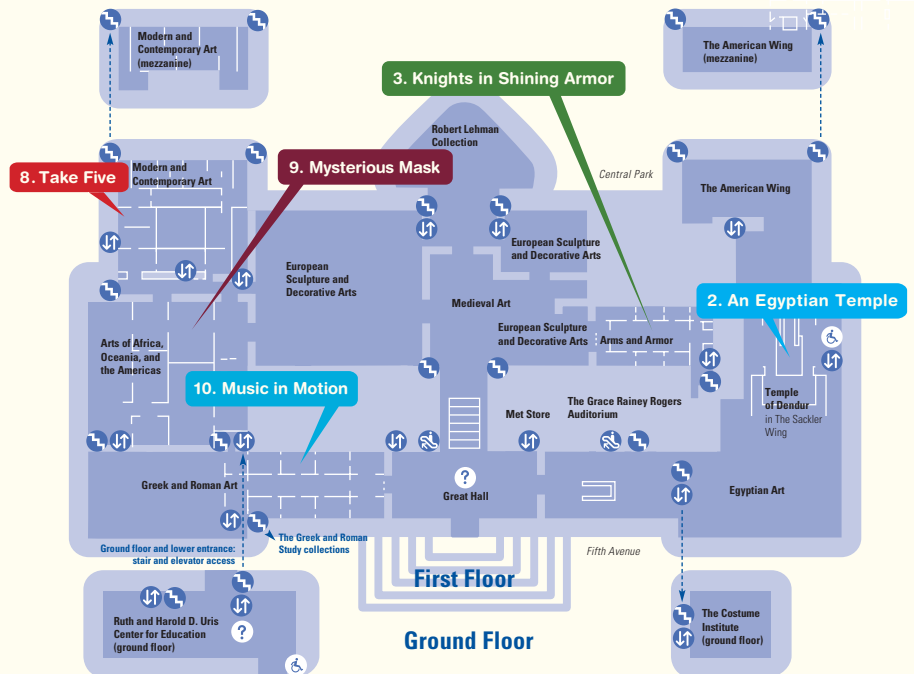 Modern and
Contemporary Art
(mezzanine)
The American Wing
(mezzanine)
3. Knights in Shining Armor
Robert Lehman
Collection
8. Take Five
Modern and
Contemporary Art
9. Mysterious Mask
Central Park
The American Wing
European Sculpture
and Decorative Arts
European
Sculpture and
Decorative Arts
Medieval Art
2. An Egyptian Temple
European Sculpture
and Decorative Arts
Arms and Armor
Arts of Africa,
Oceania, and
the Americas
10. Music in Motion
Met Store
The Grace Rainey Rogers
Auditorium
Temple
of Dendur
in The Sackler
Wing
?
Greek and Roman Art
Great Hall
Egyptian Art
The Greek and Roman
Study collections
Ground floor and lower entrance:
stair and elevator access
Fifth Avenue
First Floor
Ruth and Harold D. Uris
Center for Education
(ground floor)
?
Ground Floor
The Costume
Institute
(ground floor)